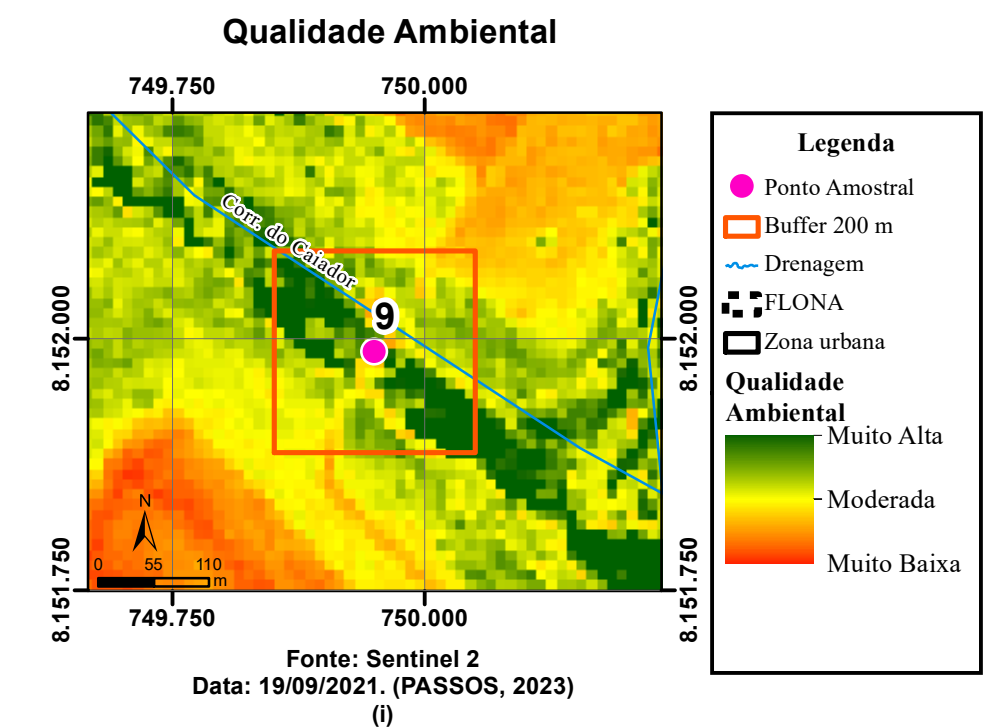 Qualidade Ambiental
749.750 750.000
8.152.000
8.151.750
Corr. do Caiador
9
N
0 55 110
m
8.152.000
8.151.750
749.750 750.000
Fonte: Sentinel 2
Data: 19/09/2021. (PASSOS, 2023)
(i)
Legenda
Ponto Amostral
Buffer 200 m
Drenagem
FLONA
Zona urbana
Qualidade
Ambiental
Muito Alta
Moderada
Muito Baixa